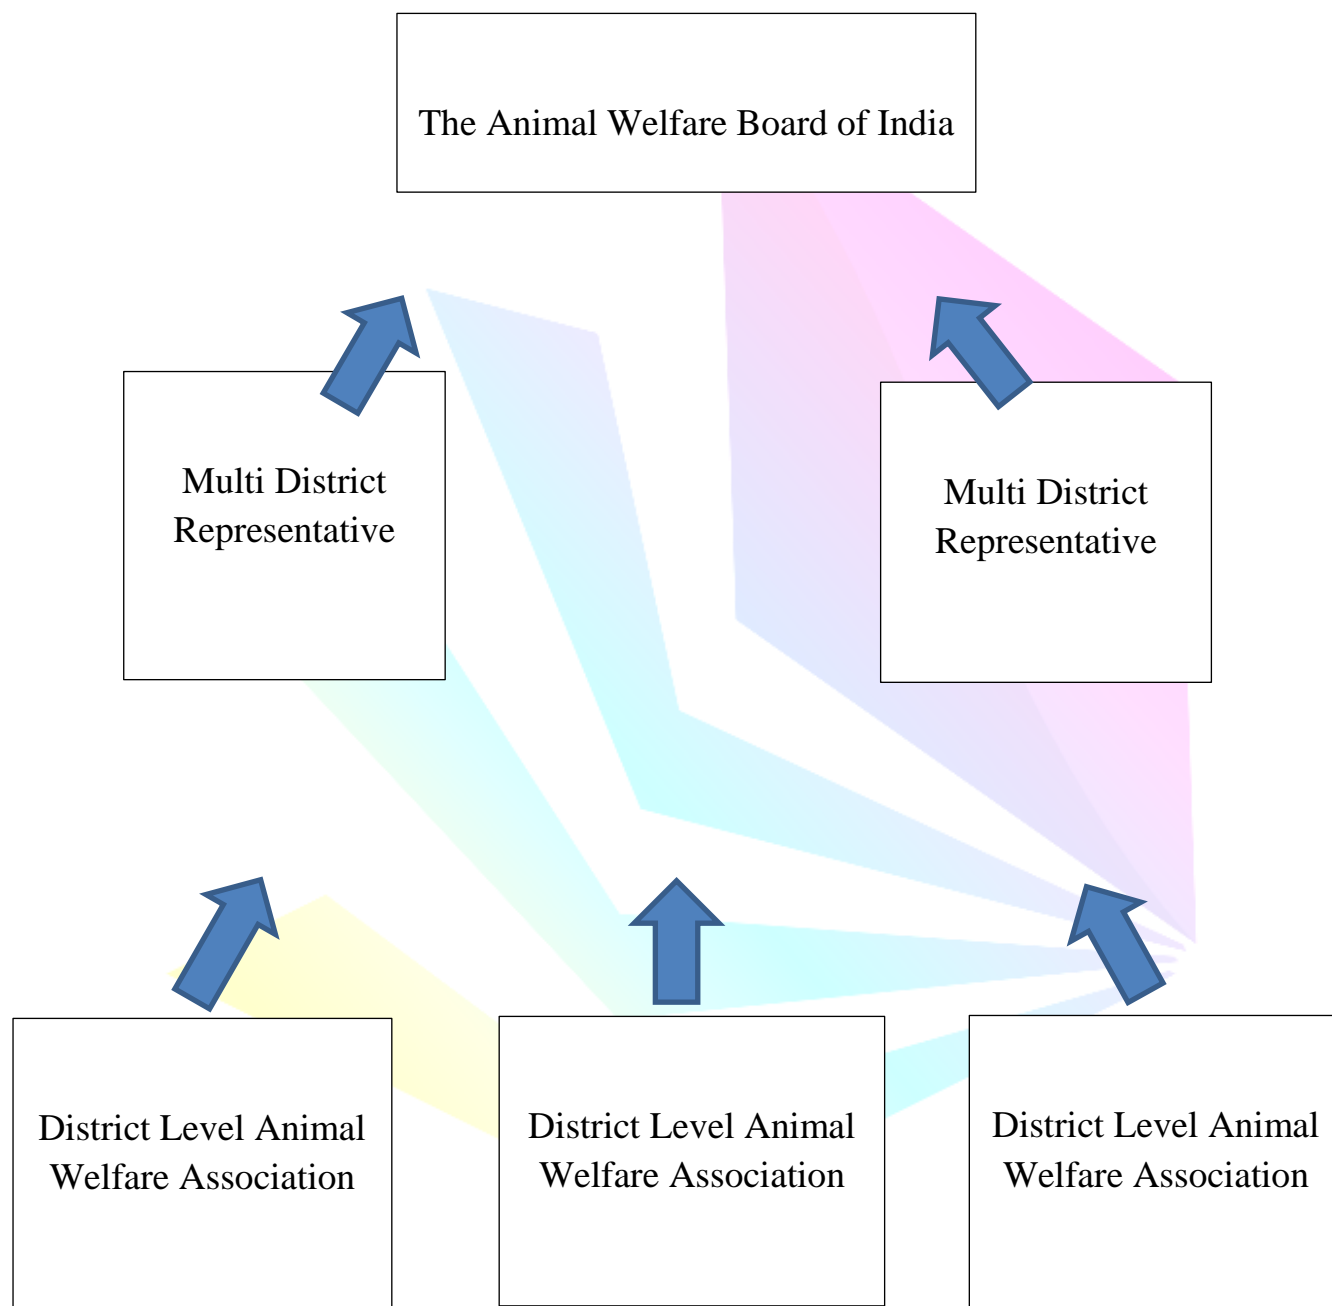 The Animal Welfare Board of India
Multi District
Representative
Multi District
Representative
District Level Animal
Welfare Association
District Level Animal
Welfare Association
District Level Animal
Welfare Association